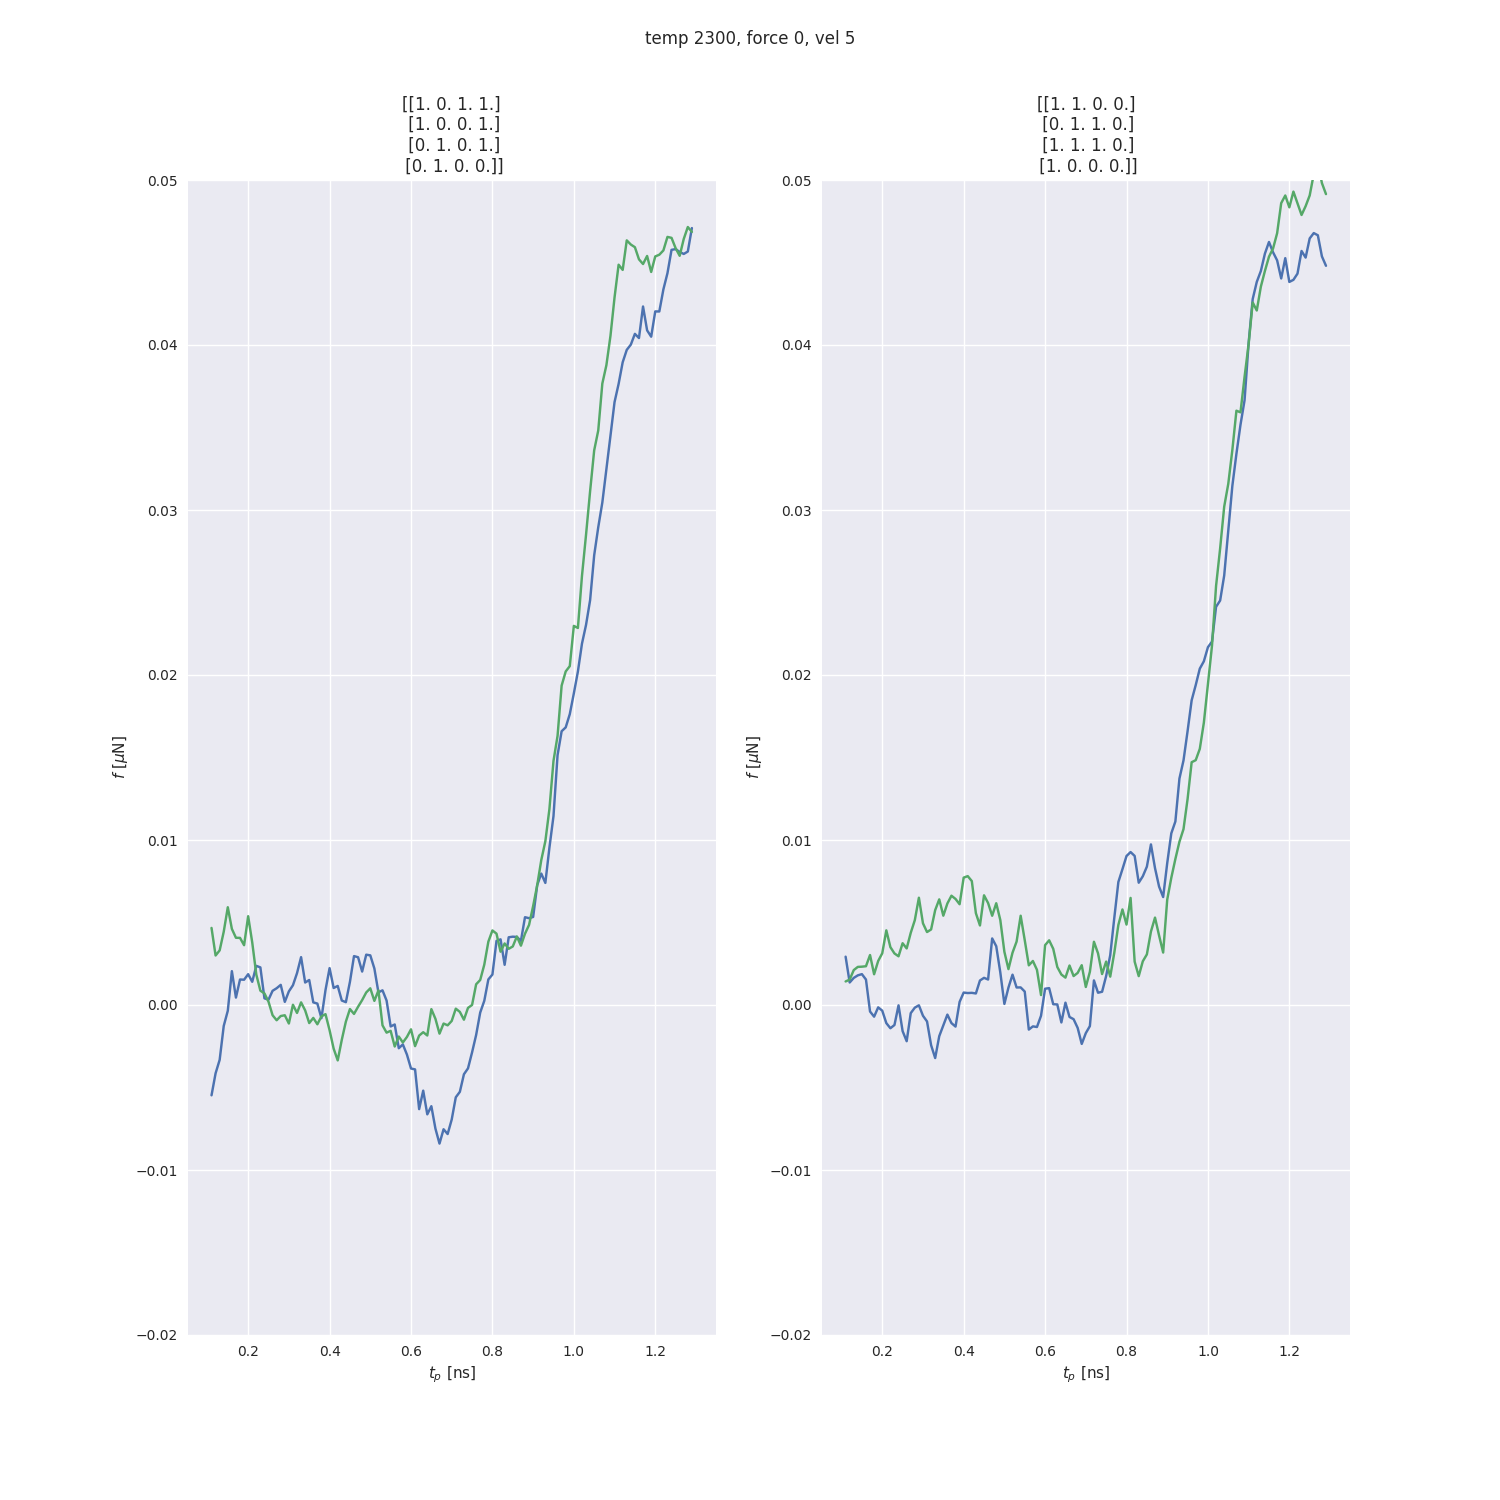 temp 2300, force 0, vel 5
[[1. 0. 1. 1.]
[1. 0. 0. 1.]
[0. 1. 0. 1.]
[0. 1. 0. 0.]]
0.05
0.04
0.03
0.02
0.01
0.00
−0.01
−0.02
f [μN]
0.2 0.4 0.6 0.8 1.0 1.2
t_p [ns]
[[1. 1. 0. 0.]
[0. 1. 1. 0.]
[1. 1. 1. 0.]
[1. 0. 0. 0.]]
0.05
0.04
0.03
0.02
0.01
0.00
−0.01
−0.02
f [μN]
0.2 0.4 0.6 0.8 1.0 1.2
t_p [ns]